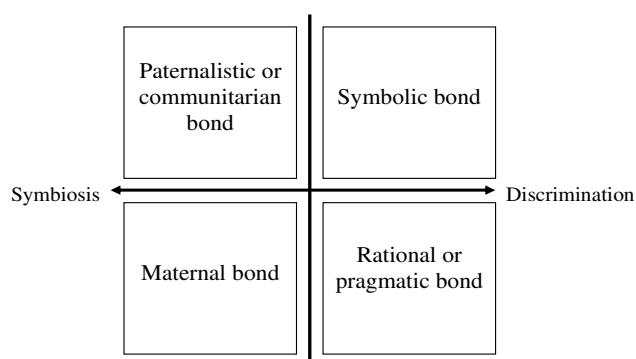 Paternalistic or
communitarian
bond
Symbolic bond
Symbiosis
Discrimination
Maternal bond
Rational or
pragmatic bond